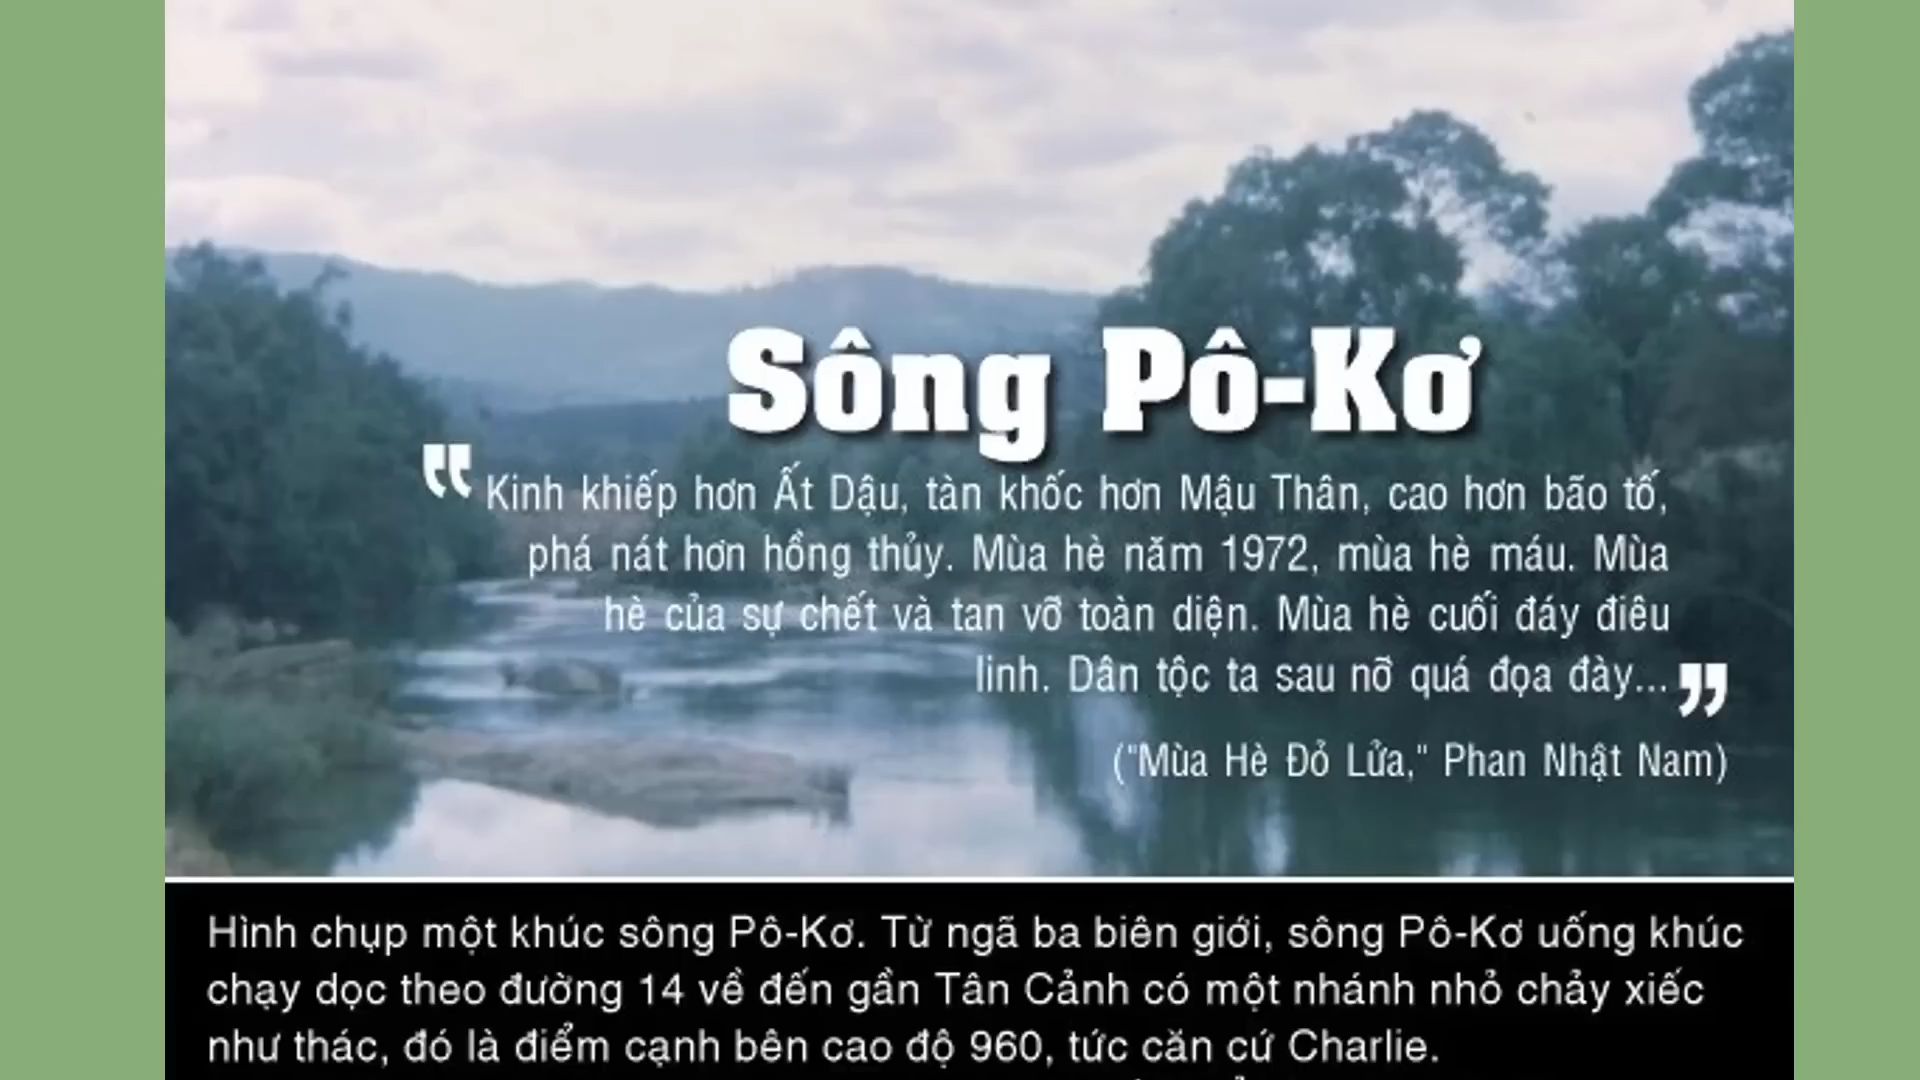 Sông Pô-Kơ
"Kinh khiếp hơn Ất Dậu, tàn khốc hơn Mậu Thân, cao hơn bão tố,
phá nát hơn hồng thủy. Mùa hè năm 1972, mùa hè máu. Mùa
hè của sự chết và tan vỡ toàn diện. Mùa hè cuối đáy điêu
linh. Dân tộc ta sau nỡ quá đọa đày..."
("Mùa Hè Đỏ Lửa," Phan Nhật Nam)
Hình chụp một khúc sông Pô-Kơ. Từ ngã ba biên giới, sông Pô-Kơ uống khúc
chạy dọc theo đường 14 về đến gần Tân Cảnh có một nhánh nhỏ chảy xiếc
như thác, đó là điểm cạnh bên cao độ 960, tức căn cứ Charlie.